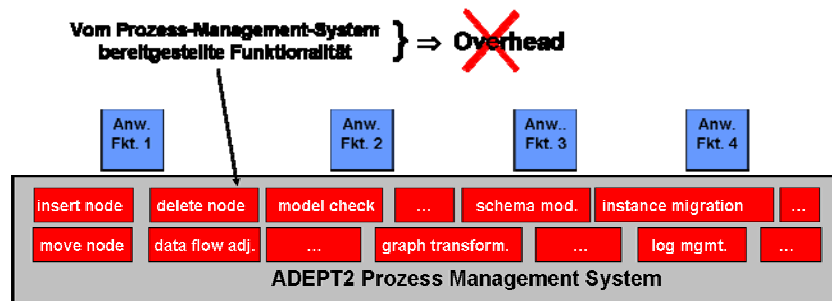 Vom Prozess-Management-System
bereitgestellte Funktionalität
} ⇒ Overhead
Anw.
Fkt. 1
Anw.
Fkt. 2
Anw..
Fkt. 3
Anw.
Fkt. 4
insert node delete node model check ... schema mod. instance migration ...
move node data flow adj. ... graph transform. ... log mgmt. ...
ADEPT2 Prozess Management System